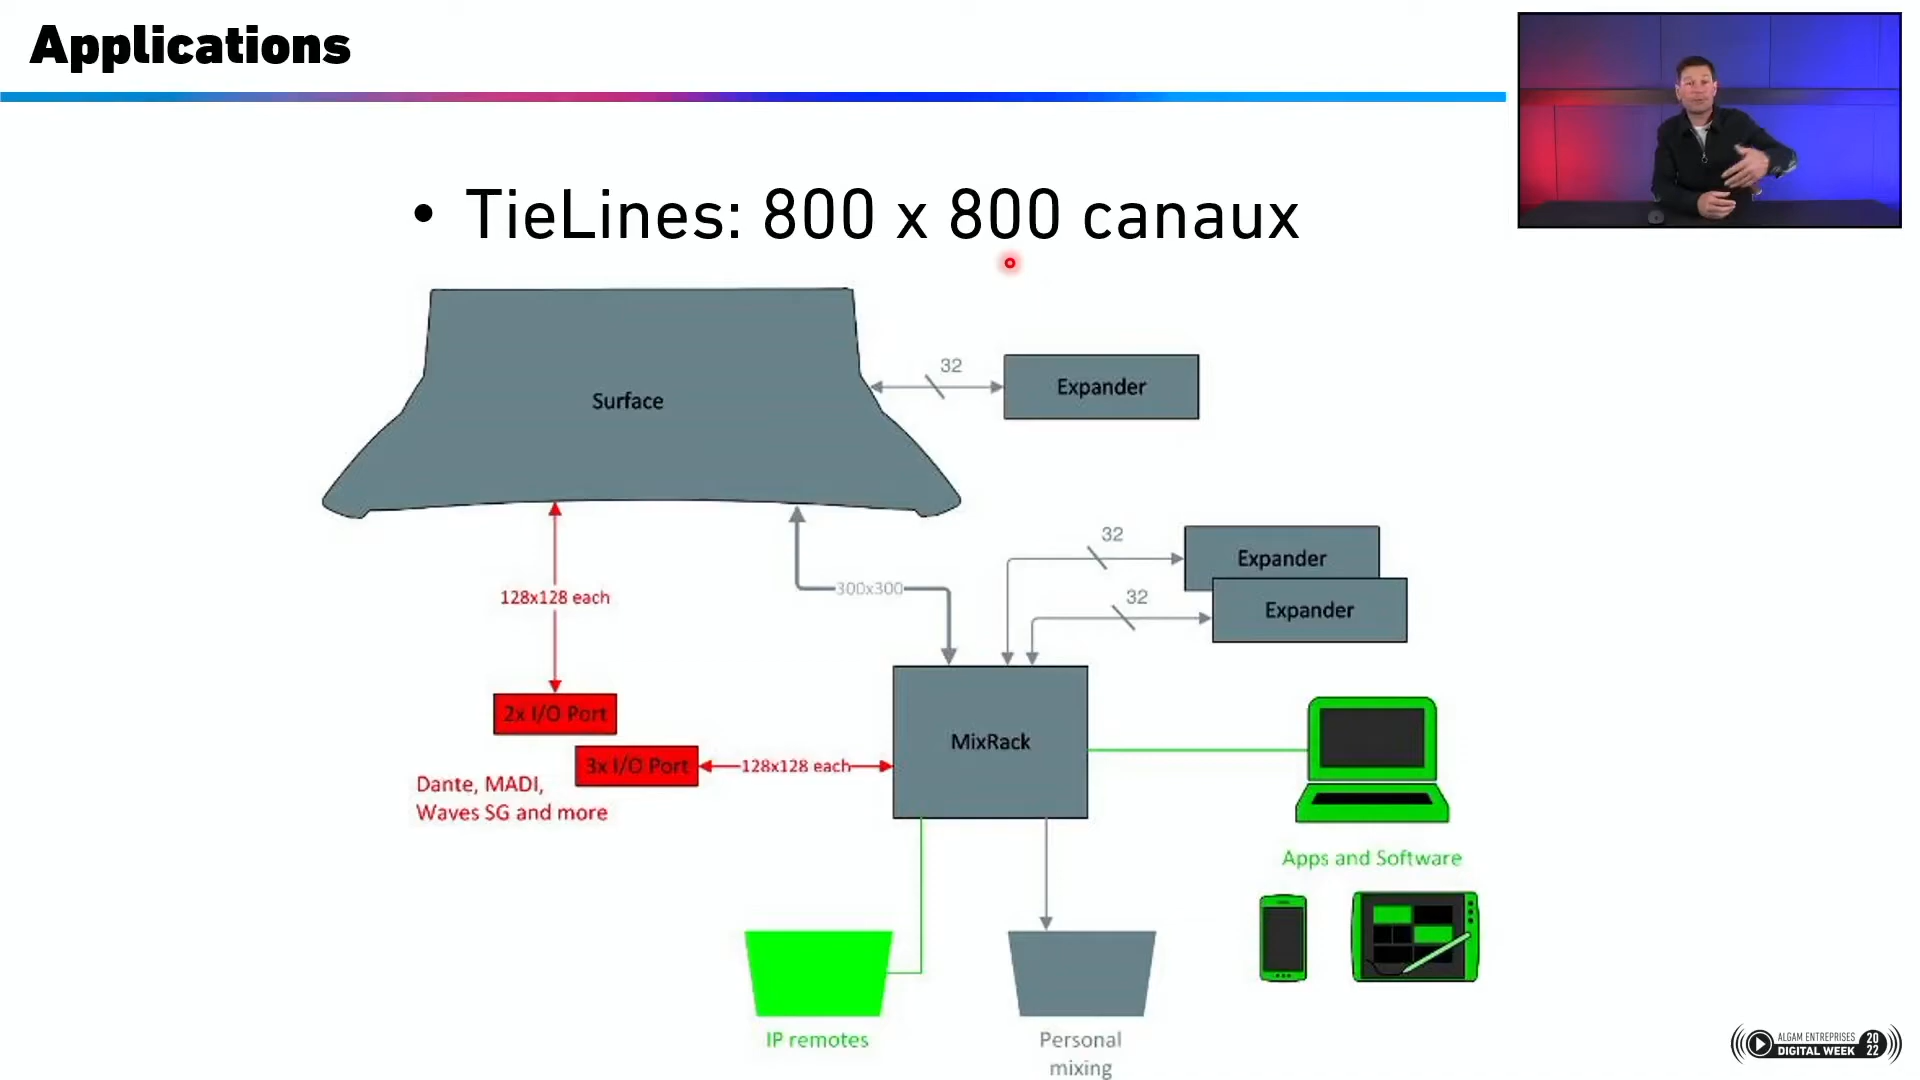 Applications
• TieLines: 800 x 800 canaux
Surface
32
Expander
32
Expander
32
Expander
128x128 each
300x300
2x I/O Port
3x I/O Port
128x128 each
MixRack
Dante, MADI,
Waves SG and more
Apps and Software
IP remotes
Personal
mixing
ALGAM ENTREPRISES
DIGITAL WEEK
20
22